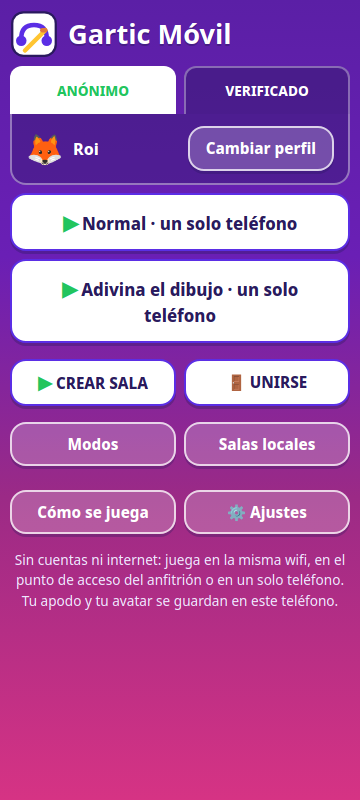 Gartic Móvil
ANÓNIMO
VERIFICADO
Roi
Cambiar perfil
Normal · un solo teléfono
Adivina el dibujo · un solo
teléfono
CREAR SALA
UNIRSE
Modos
Salas locales
Cómo se juega
Ajustes
Sin cuentas ni internet: juega en la misma wifi, en el
punto de acceso del anfitrión o en un solo teléfono.
Tu apodo y tu avatar se guardan en este teléfono.